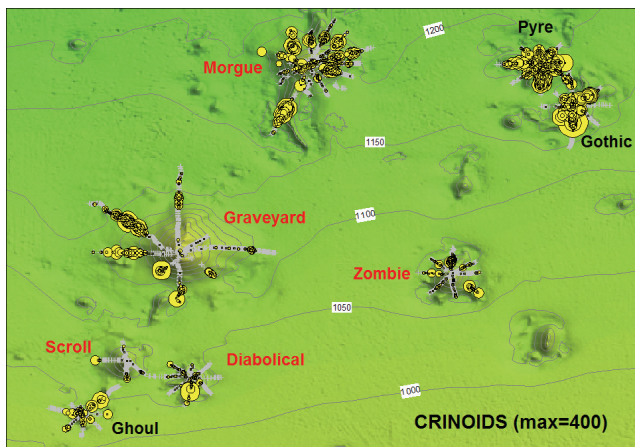 1200
Pyre
Morgue
1150
Gothic
Graveyard
1100
Zombie
1050
Scroll
Diabolical
1000
Ghoul
CRINOIDS (max=400)